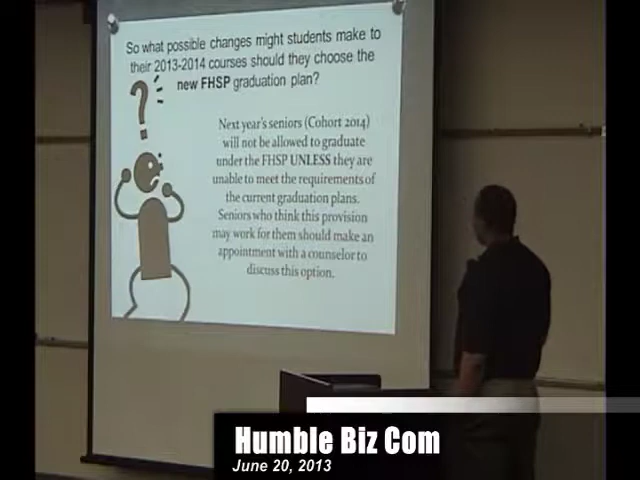 So what possible changes might students make to
their 2013-2014 courses should they choose the
new FHSP graduation plan?
?
Next year's seniors (Cohort 2014)
will not be allowed to graduate
under the FHSP UNLESS they are
unable to meet the requirements of
the current graduation plans.
Seniors who think this provision
may work for them should make an
appointment with a counselor to
discuss this option.
Humble Biz Com
June 20, 2013